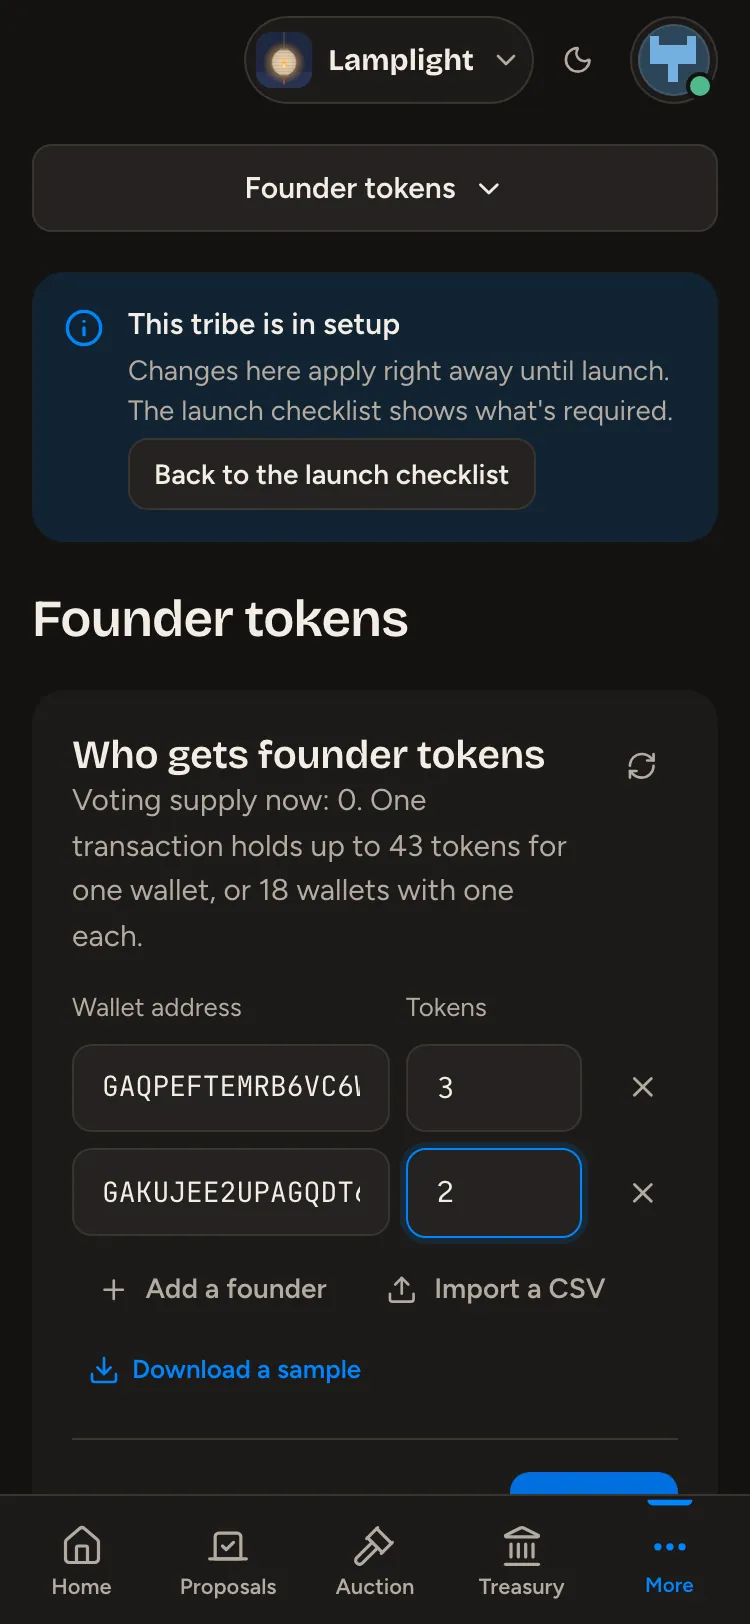 Lamplight
Founder tokens
This tribe is in setup
Changes here apply right away until launch.
The launch checklist shows what's required.
Back to the launch checklist
Founder tokens
Who gets founder tokens
Voting supply now: 0. One
transaction holds up to 43 tokens for
one wallet, or 18 wallets with one
each.
Wallet address Tokens
GAQPEFTEMRB6VC6 3
GAKUJEE2UPAGQDT 2
Add a founder Import a CSV
Download a sample
Home Proposals Auction Treasury More